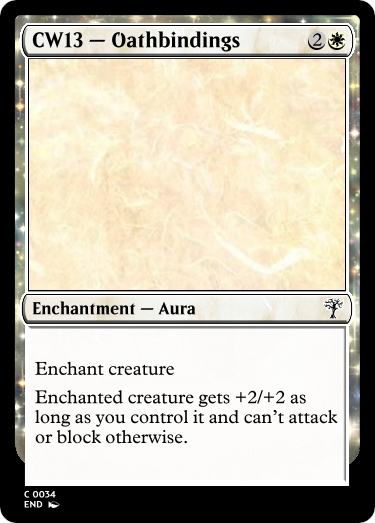 CW13 — Oathbindings 2
Enchantment — Aura
Enchant creature
Enchanted creature gets +2/+2 as
long as you control it and can't attack
or block otherwise.
C 0034
END